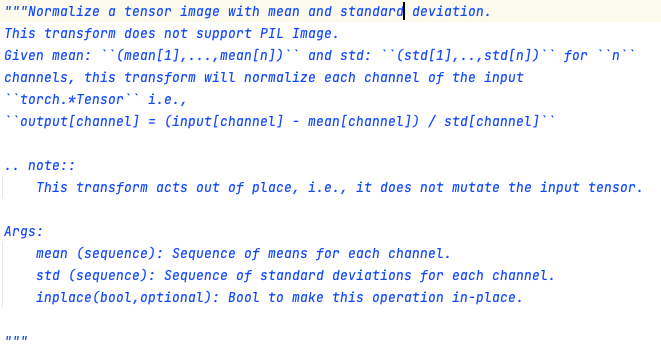 """Normalize a tensor image with mean and standard deviation.
This transform does not support PIL Image.
Given mean: ``(mean[1],...,mean[n])`` and std: ``(std[1],..,std[n])`` for ``n``
channels, this transform will normalize each channel of the input
``torch.*Tensor`` i.e.,
``output[channel] = (input[channel] - mean[channel]) / std[channel]``

.. note::
    This transform acts out of place, i.e., it does not mutate the input tensor.

Args:
    mean (sequence): Sequence of means for each channel.
    std (sequence): Sequence of standard deviations for each channel.
    inplace(bool,optional): Bool to make this operation in-place.

"""